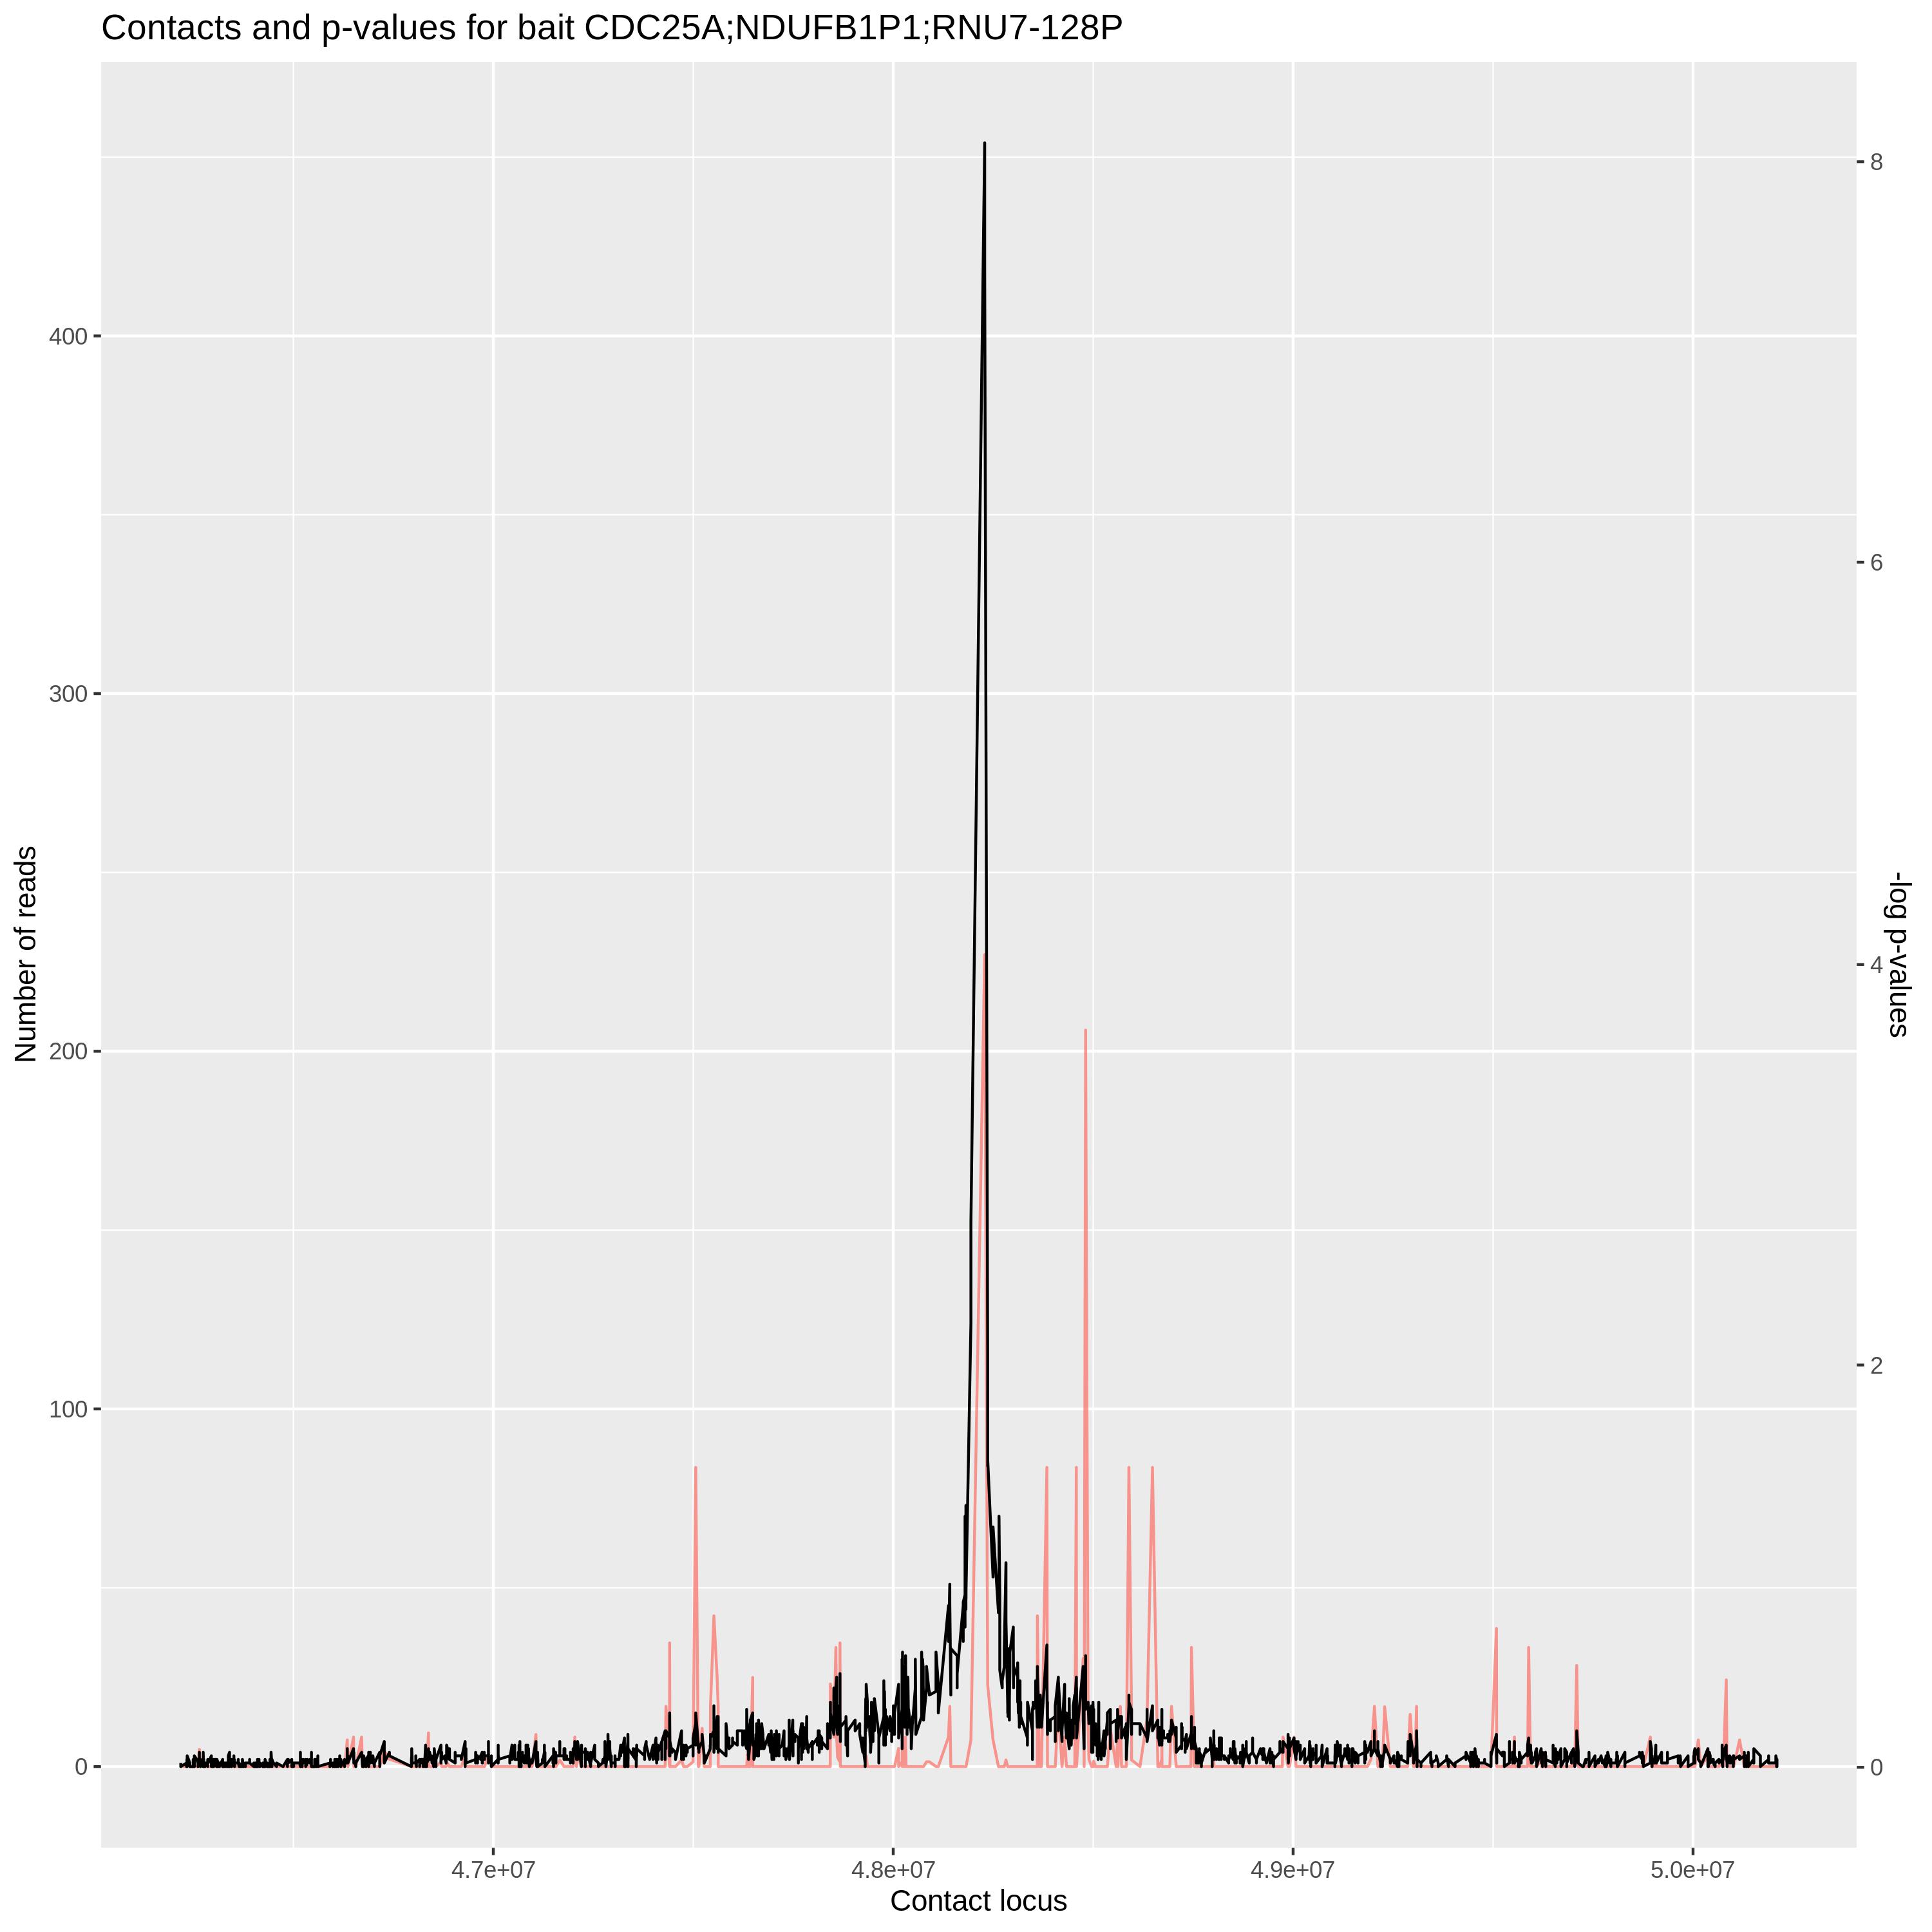 Contacts and p-values for bait CDC25A;NDUFB1P1;RNU7-128P
Number of reads
400
300
200
100
0
8
6
4
2
0
-log p-values
4.7e+07 4.8e+07 4.9e+07 5.0e+07
Contact locus